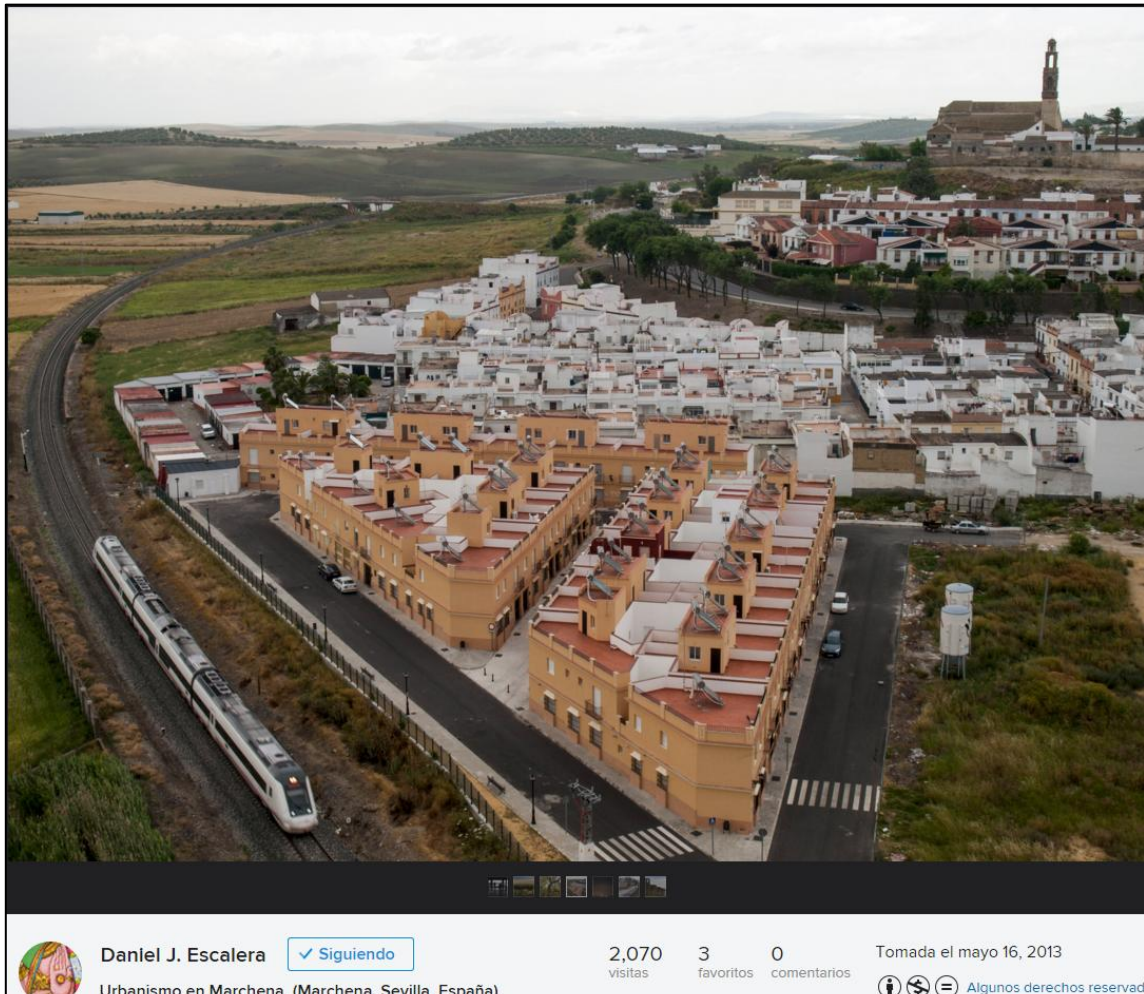 Daniel J. Escalera
✓ Siguiendo
2,070
visitas
3
favoritos
0
comentarios
Tomada el mayo 16, 2013
Urbanismo en Marchena (Marchena, Sevilla, España)
Algunos derechos reservad